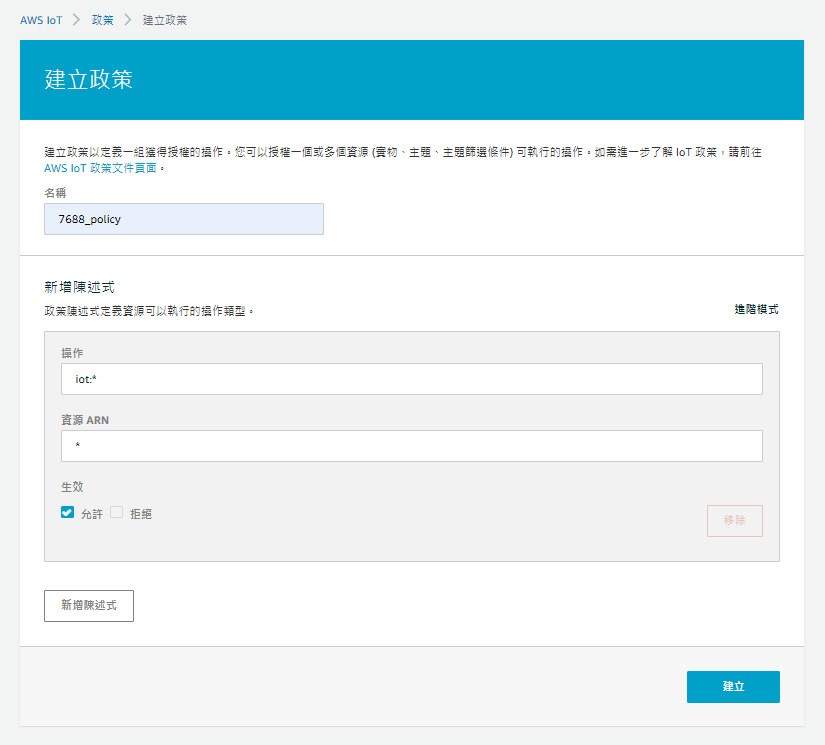 AWS IoT > 政策 > 建立政策
建立政策
建立政策以定義一組獲得授權的操作。您可以授權一個或多個資源 (實物、主題、主題篩選條件) 可執行的操作。如需進一步了解 IoT 政策，請前往
AWS IoT 政策文件頁面。
名稱
7688_policy
新增陳述式
政策陳述式定義資源可以執行的操作類型。
進階模式
操作
iot:*
資源 ARN
*
生效
允許 拒絕
移除
新增陳述式
建立